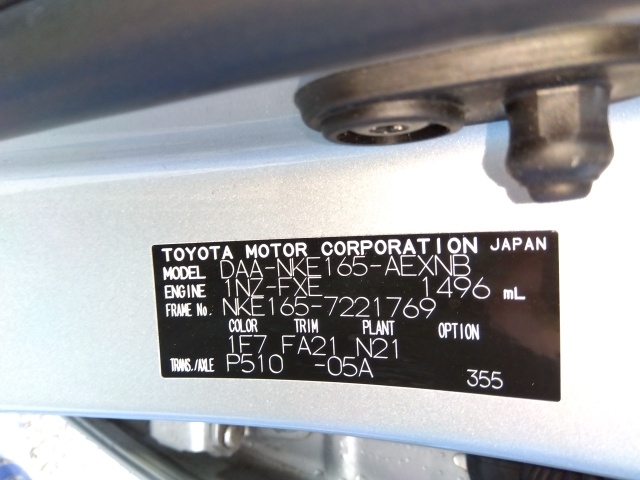 TOYOTA MOTOR CORPORATION JAPAN
MODEL DAA-NKE165-AEXNB
ENGINE 1NZ-FXE 1496 mL
FRAME No. NKE165-7221769
COLOR TRIM PLANT OPTION
1F7 FA21 N21
TRANS./AXLE P510 -05A
355